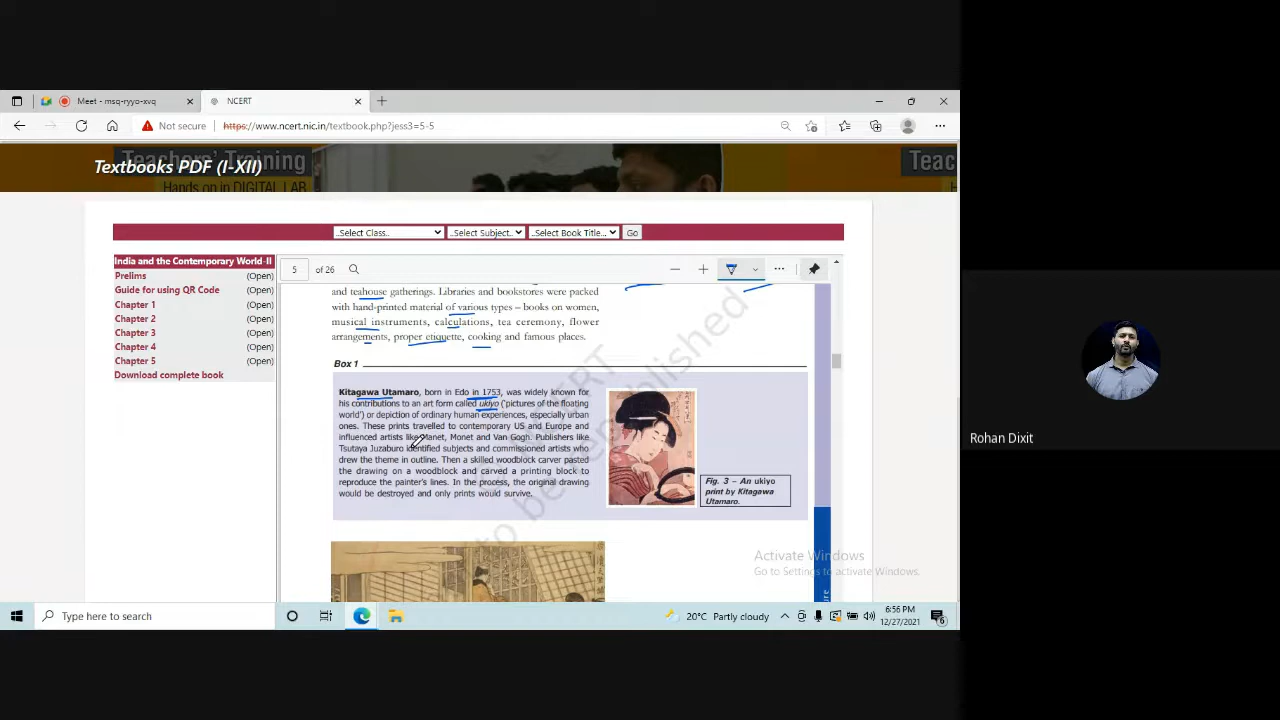 Meet - msq-ryyo-xvq
NCERT
Not secure
https://www.ncert.nic.in/textbook.php?jess3=5-5
Teachers' Training
Hands on in DIGITAL LAB
Textbooks PDF (I-XII)
Teac
..Select Class..
..Select Subject..
..Select Book Title...
Go
India and the Contemporary World-II
Prelims (Open)
Guide for using QR Code (Open)
Chapter 1 (Open)
Chapter 2 (Open)
Chapter 3 (Open)
Chapter 4 (Open)
Chapter 5 (Open)
Download complete book
5 of 26
and teahouse gatherings. Libraries and bookstores were packed
with hand-printed material of various types – books on women,
musical instruments, calculations, tea ceremony, flower
arrangements, proper etiquette, cooking and famous places.
Box 1
Kitagawa Utamaro, born in Edo in 1753, was widely known for
his contributions to an art form called ukiyo ('pictures of the floating
world') or depiction of ordinary human experiences, especially urban
ones. These prints travelled to contemporary US and Europe and
influenced artists like Manet, Monet and Van Gogh. Publishers like
Tsutaya Juzaburo identified subjects and commissioned artists who
drew the theme in outline. Then a skilled woodblock carver pasted
the drawing on a woodblock and carved a printing block to
reproduce the painter's lines. In the process, the original drawing
would be destroyed and only prints would survive.
Fig. 3 – An ukiyo
print by Kitagawa
Utamaro.
Activate Windows
Go to Settings to activate Windows.
Type here to search
20°C Partly cloudy
6:56 PM
12/27/2021
6
Rohan Dixit